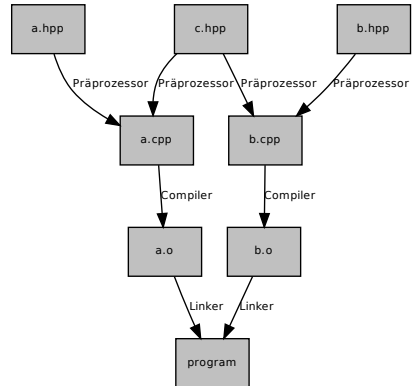 a.hpp
c.hpp
b.hpp
Präprozessor
Präprozessor
Präprozessor
Präprozessor
a.cpp
b.cpp
Compiler
Compiler
a.o
b.o
Linker
Linker
program